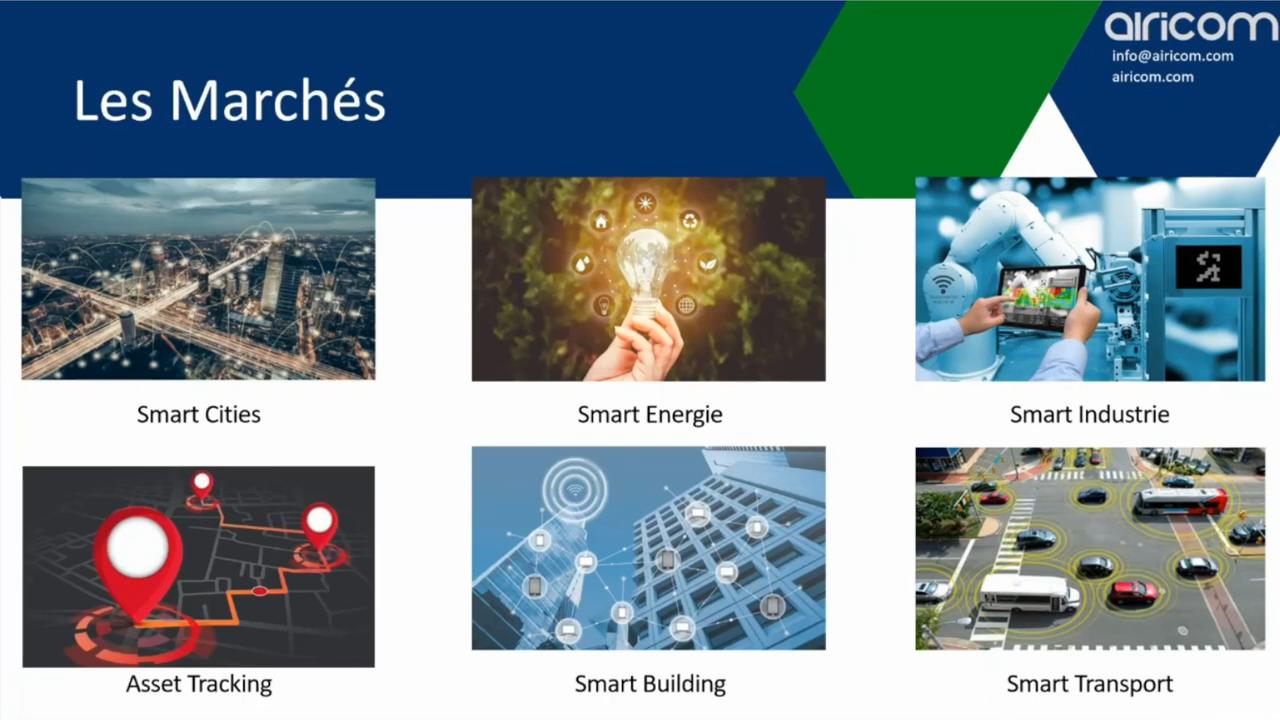 airicom
info@airicom.com
airicom.com
Les Marchés
Smart Cities
Smart Energie
Smart Industrie
Asset Tracking
Smart Building
Smart Transport